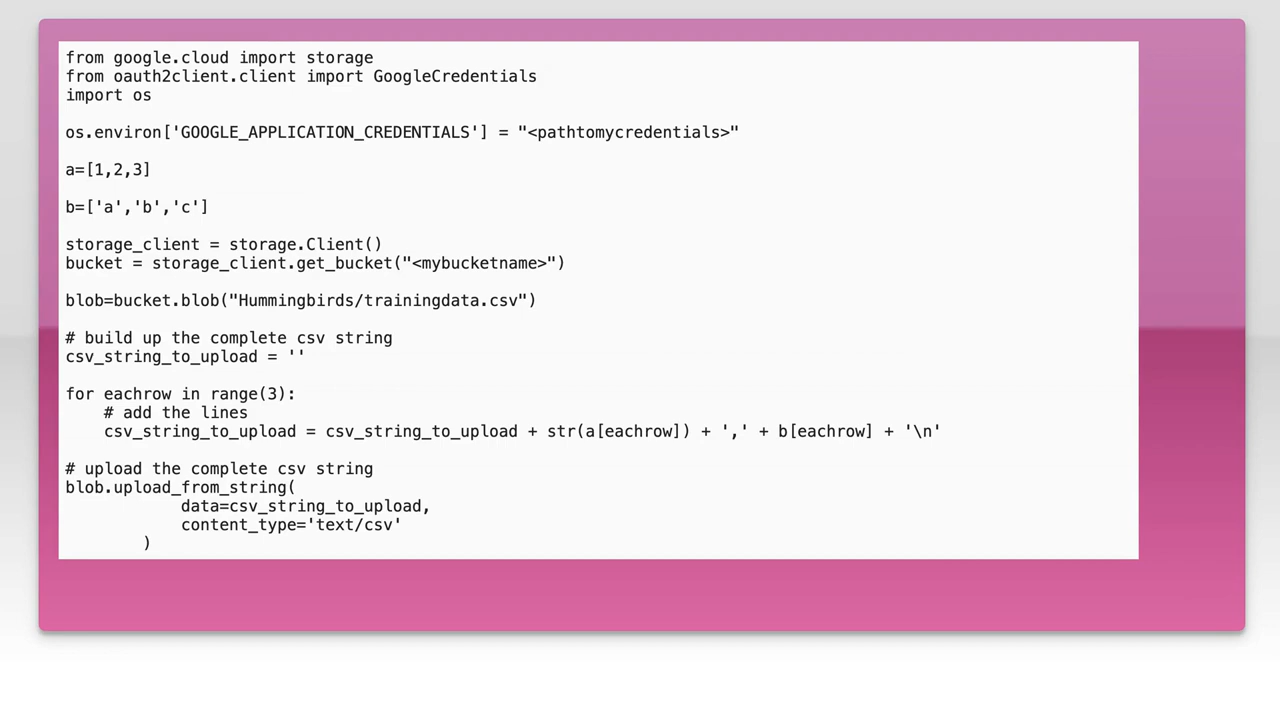 from google.cloud import storage
from oauth2client.client import GoogleCredentials
import os
os.environ['GOOGLE_APPLICATION_CREDENTIALS'] = "<pathtomycredentials>"
a=[1,2,3]
b=['a','b','c']
storage_client = storage.Client()
bucket = storage_client.get_bucket("<mybucketname>")
blob=bucket.blob("Hummingbirds/trainingdata.csv")
# build up the complete csv string
csv_string_to_upload = ''
for eachrow in range(3):
    # add the lines
    csv_string_to_upload = csv_string_to_upload + str(a[eachrow]) + ',' + b[eachrow] + '\n'
# upload the complete csv string
blob.upload_from_string(
            data=csv_string_to_upload,
            content_type='text/csv'
        )